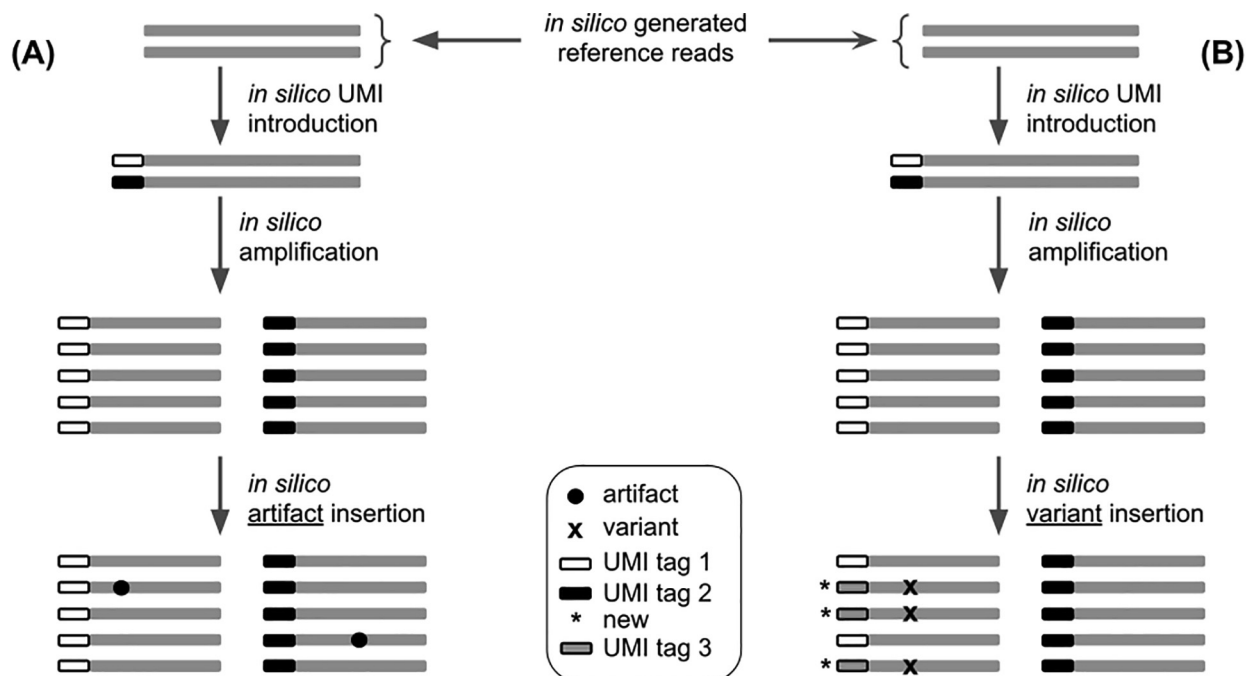 (A)
in silico generated
reference reads
(B)
in silico UMI
introduction
in silico UMI
introduction
in silico
amplification
in silico
amplification
in silico
artifact insertion
in silico
variant insertion
artifact
x variant
UMI tag 1
UMI tag 2
* new
UMI tag 3
x
* x
* x
* x